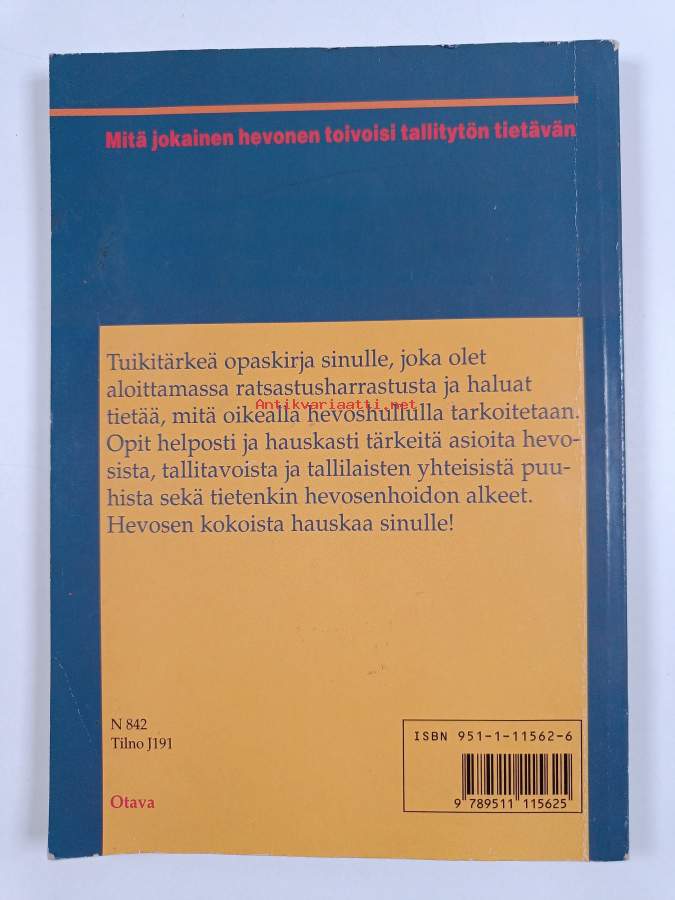 Mitä jokainen hevonen toivoisi tallitytön tietävän
Tuikitärkeä opaskirja sinulle, joka olet
aloittamassa ratsastusharrastusta ja haluat
Antikvariaatti.net
tietää, mitä oikealla hevoshullulla tarkoitetaan.
Opit helposti ja hauskasti tärkeitä asioita hevo-
sista, tallitavoista ja tallilaisten yhteisistä puu-
hista sekä tietenkin hevosenhoidon alkeet.
Hevosen kokoista hauskaa sinulle!
N 842
Tilno J191
Otava
ISBN 951-1-11562-6
9 789511 115625